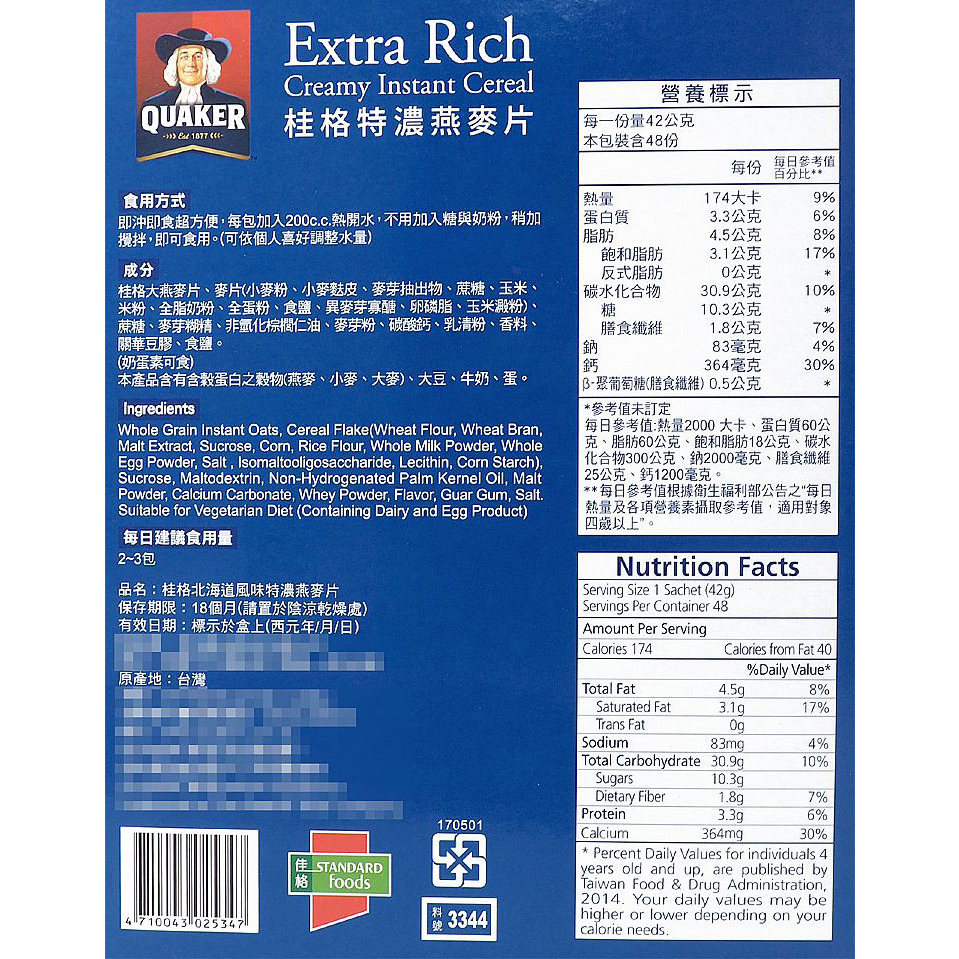 QUAKER
Est 1877
TM
Extra Rich
Creamy Instant Cereal
桂格特濃燕麥片
食用方式
即沖即食超方便，每包加入200c.c.熱開水，不用加入糖與奶粉，稍加
攪拌，即可食用。(可依個人喜好調整水量)
成分
桂格大燕麥片、麥片(小麥粉、小麥麩皮、麥芽抽出物、蔗糖、玉米、
米粉、全脂奶粉、全蛋粉、食鹽、異麥芽寡醣、卵磷脂、玉米澱粉)、
蔗糖、麥芽糊精、非氫化棕櫚仁油、麥芽粉、碳酸鈣、乳清粉、香料、
關華豆膠、食鹽。
(奶蛋素可食)
本產品含有含穀蛋白之穀物(燕麥、小麥、大麥)、大豆、牛奶、蛋。
Ingredients
Whole Grain Instant Oats, Cereal Flake(Wheat Flour, Wheat Bran,
Malt Extract, Sucrose, Corn, Rice Flour, Whole Milk Powder, Whole
Egg Powder, Salt , Isomaltooligosaccharide, Lecithin, Corn Starch),
Sucrose, Maltodextrin, Non-Hydrogenated Palm Kernel Oil, Malt
Powder, Calcium Carbonate, Whey Powder, Flavor, Guar Gum, Salt.
Suitable for Vegetarian Diet (Containing Dairy and Egg Product)
每日建議食用量
2~3包
品名：桂格北海道風味特濃燕麥片
保存期限：18個月(請置於陰涼乾燥處)
有效日期：標示於盒上(西元年/月/日)
原產地：台灣
4 710043 025347
佳格
STANDARD
foods
170501
料號 3344
營養標示
每一份量42公克
本包裝含48份
每份 每日參考值百分比**
熱量 174大卡 9%
蛋白質 3.3公克 6%
脂肪 4.5公克 8%
飽和脂肪 3.1公克 17%
反式脂肪 0公克 *
碳水化合物 30.9公克 10%
糖 10.3公克 *
膳食纖維 1.8公克 7%
鈉 83毫克 4%
鈣 364毫克 30%
β-聚葡萄糖(膳食纖維) 0.5公克 *
*參考值未訂定
每日參考值:熱量2000 大卡、蛋白質60公
克、脂肪60公克、飽和脂肪18公克、碳水
化合物300公克、鈉2000毫克、膳食纖維
25公克、鈣1200毫克。
**每日參考值根據衛生福利部公告之"每日
熱量及各項營養素攝取參考值，適用對象
四歲以上"。
Nutrition Facts
Serving Size 1 Sachet (42g)
Servings Per Container 48
Amount Per Serving
Calories 174 Calories from Fat 40
%Daily Value*
Total Fat 4.5g 8%
Saturated Fat 3.1g 17%
Trans Fat 0g
Sodium 83mg 4%
Total Carbohydrate 30.9g 10%
Sugars 10.3g
Dietary Fiber 1.8g 7%
Protein 3.3g 6%
Calcium 364mg 30%
* Percent Daily Values for individuals 4
years old and up, are published by
Taiwan Food & Drug Administration,
2014. Your daily values may be
higher or lower depending on your
calorie needs.